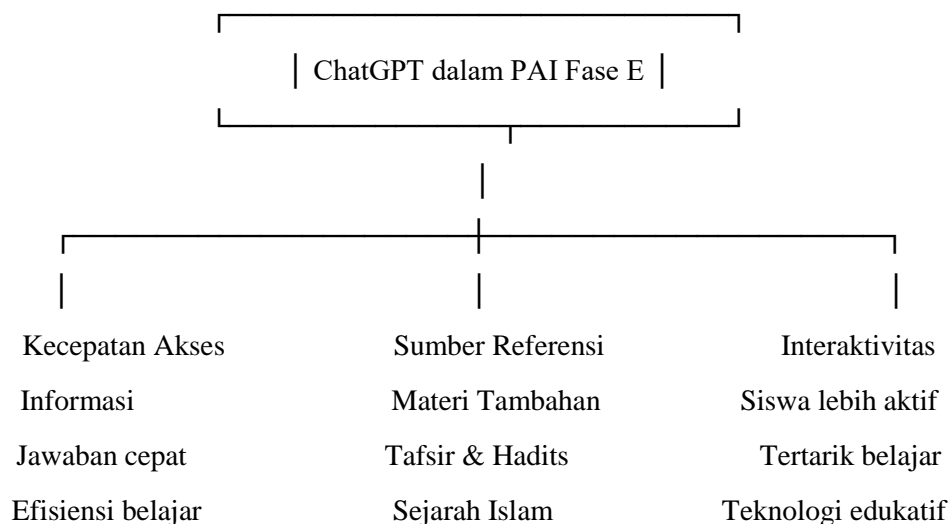 ChatGPT dalam PAI Fase E
Kecepatan Akses Sumber Referensi Interaktivitas
Informasi Materi Tambahan Siswa lebih aktif
Jawaban cepat Tafsir & Hadits Tertarik belajar
Efisiensi belajar Sejarah Islam Teknologi edukatif